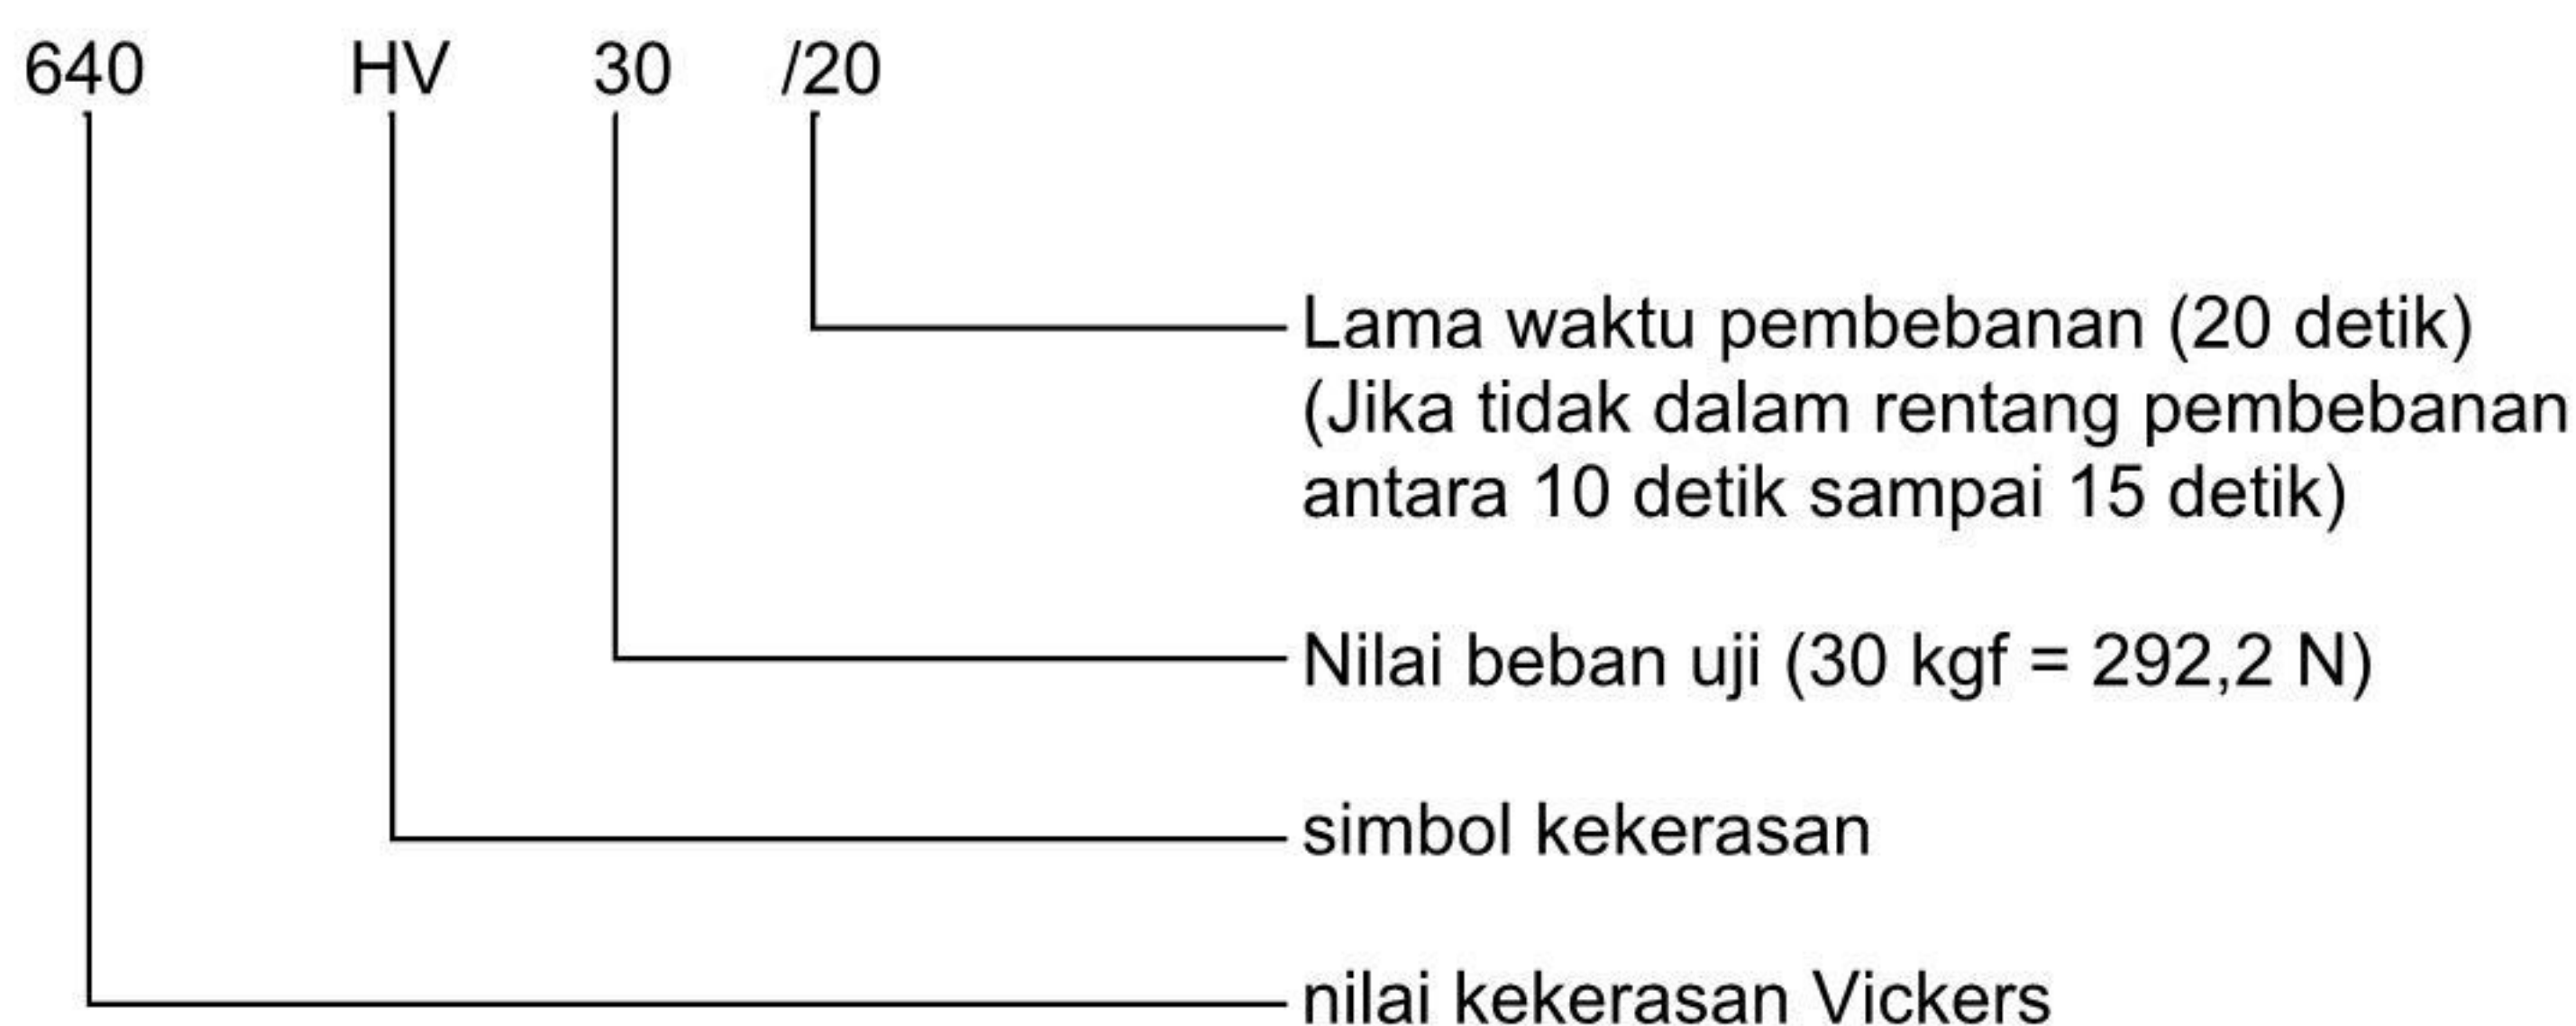 640 HV 30 /20
Lama waktu pembebanan (20 detik)
(Jika tidak dalam rentang pembebanan
antara 10 detik sampai 15 detik)
Nilai beban uji (30 kgf = 292,2 N)
simbol kekerasan
nilai kekerasan Vickers